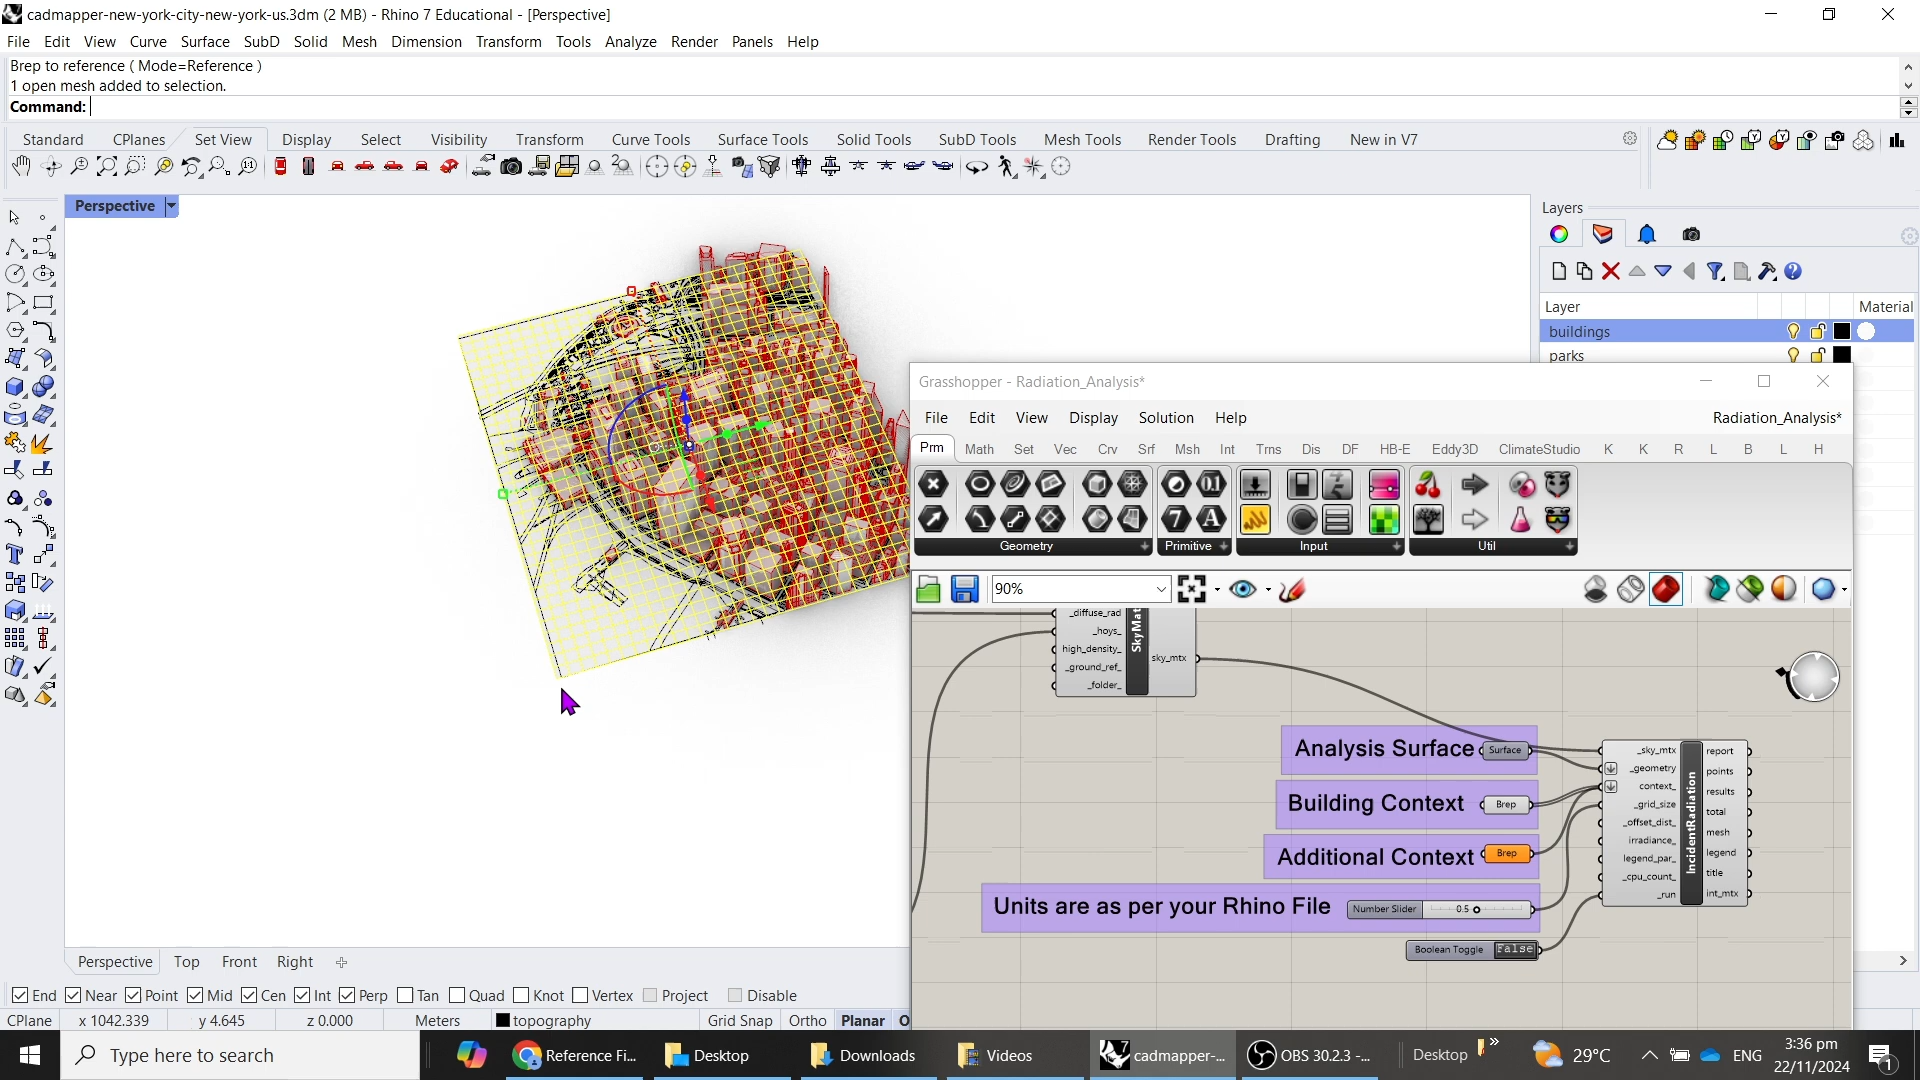 cadmapper-new-york-city-new-york-us.3dm (2 MB) - Rhino 7 Educational - [Perspective]
File Edit View Curve Surface SubD Solid Mesh Dimension Transform Tools Analyze Render Panels Help
Brep to reference ( Mode=Reference )
1 open mesh added to selection.
Command:
Standard CPlanes Set View Display Select Visibility Transform Curve Tools Surface Tools Solid Tools SubD Tools Mesh Tools Render Tools Drafting New in V7
Perspective
Layers
Layer Material
buildings
parks
Grasshopper - Radiation_Analysis*
File Edit View Display Solution Help Radiation_Analysis*
Prm Math Set Vec Crv Srf Msh Int Trns Dis DF HB-E Eddy3D ClimateStudio K K R L B L H
Geometry Primitive Input Util
90%
_diffuse_rad
_hoys_
high_density_
_ground_ref_
_folder_
SkyMat
sky_mtx
Analysis Surface Surface
Building Context Brep
Additional Context Brep
Units are as per your Rhino File Number Slider 0.5
Boolean Toggle False
_sky_mtx
_geometry
context_
_grid_size
_offset_dist_
irradiance_
legend_par_
_cpu_count_
_run
IncidentRadiation
report
points
results
total
mesh
legend
title
int_mtx
Perspective Top Front Right
End Near Point Mid Cen Int Perp Tan Quad Knot Vertex Project Disable
CPlane x 1042.339 y 4.645 z 0.000 Meters topography Grid Snap Ortho Planar O
Type here to search
Reference Fi... Desktop Downloads Videos cadmapper-... OBS 30.2.3 -... Desktop 29°C ENG
3:36 pm
22/11/2024
1